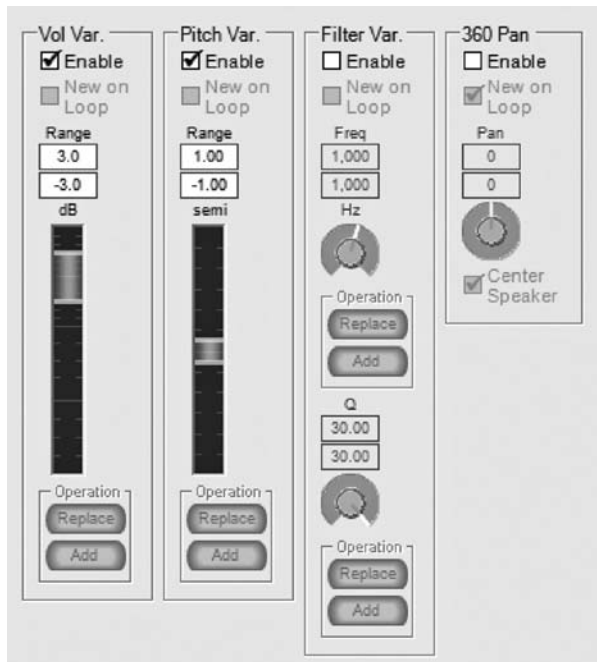 Vol Var.
Enable
New on
Loop
Range
3.0
-3.0
dB
Operation
Replace
Add
Pitch Var.
Enable
New on
Loop
Range
1.00
-1.00
semi
Operation
Replace
Add
Filter Var.
Enable
New on
Loop
Freq
1,000
1,000
Hz
Operation
Replace
Add
Q
30.00
30.00
Operation
Replace
Add
360 Pan
Enable
New on
Loop
Pan
0
0
Center
Speaker